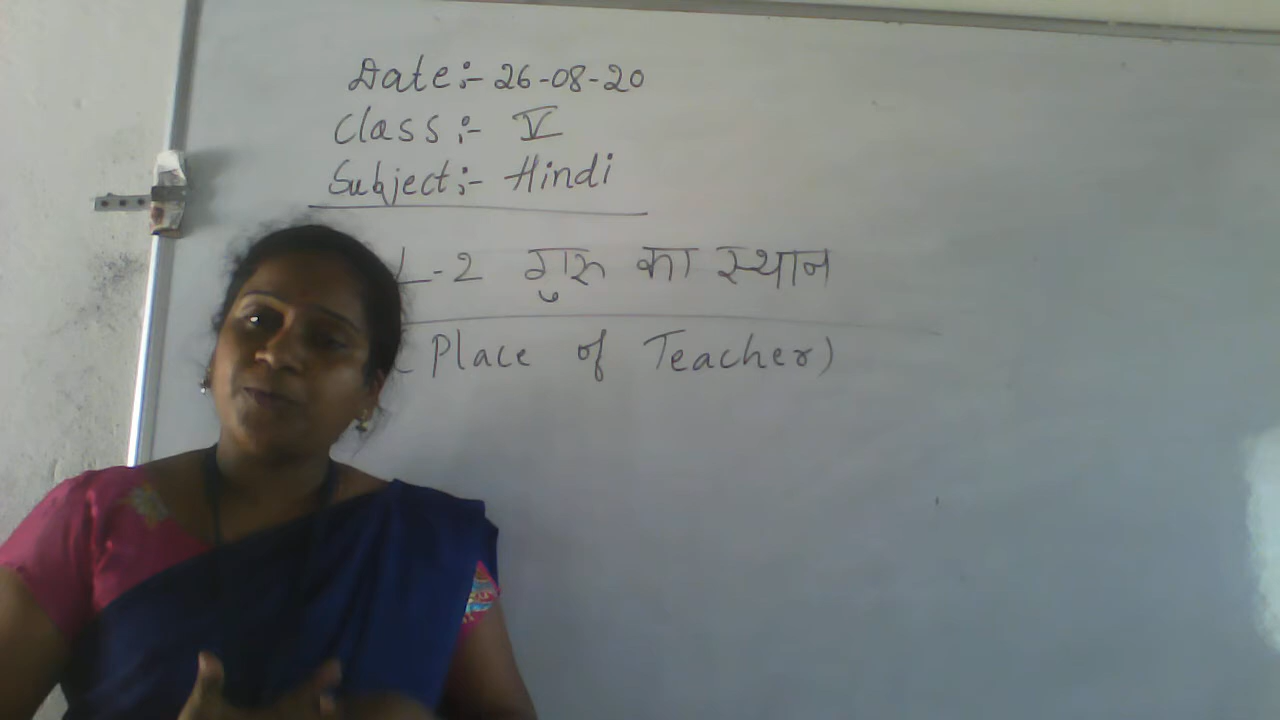 Date:- 26-08-20
Class:- V
Subject:- Hindi
L-2 गुरू का स्थान
(Place of Teacher)